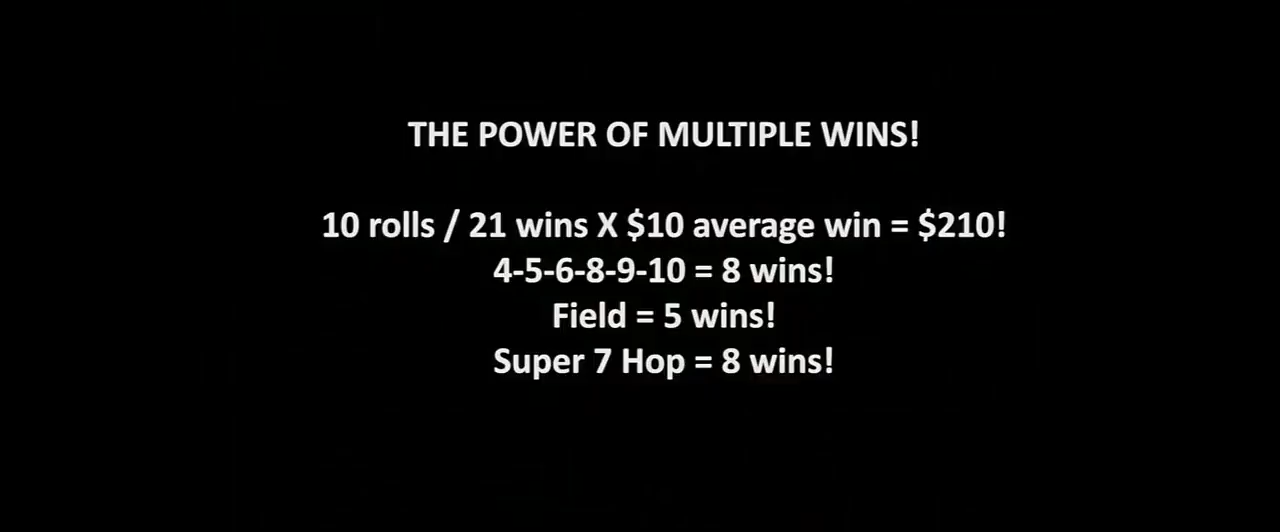 THE POWER OF MULTIPLE WINS!
10 rolls / 21 wins X $10 average win = $210!
4-5-6-8-9-10 = 8 wins!
Field = 5 wins!
Super 7 Hop = 8 wins!